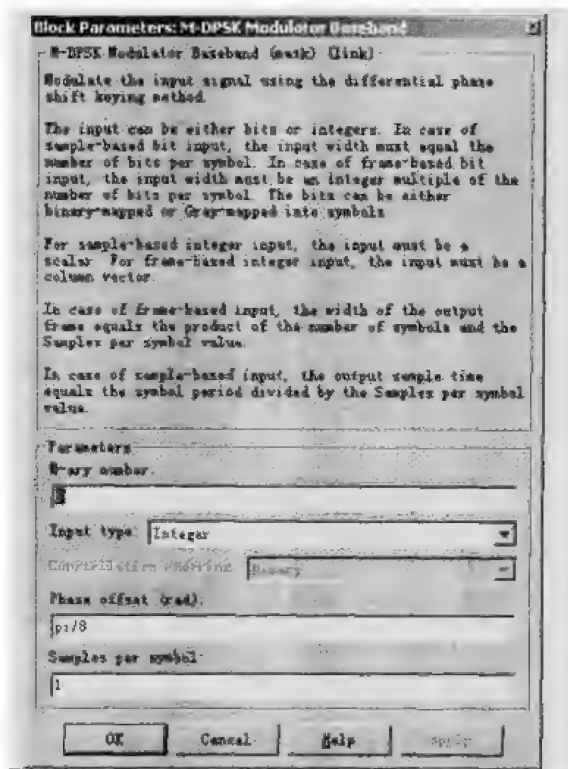 Block Parameters: M-DPSK Modulator Baseband
M-DPSK Modulator Baseband (mask) (link)
Modulate the input signal using the differential phase
shift keying method.
The input can be either bits or integers. In case of
sample-based bit input, the input width must equal the
number of bits per symbol. In case of frame-based bit
input, the input width must be an integer multiple of the
number of bits per symbol. The bits can be either
binary-mapped or Gray-mapped into symbols.
For sample-based integer input, the input must be a
scalar. For frame-based integer input, the input must be a
column vector.
In case of frame-based input, the width of the output
frame equals the product of the number of symbols and the
Samples per symbol value.
In case of sample-based input, the output sample time
equals the symbol period divided by the Samples per symbol
value.
Parameters
M-ary number:
Input type: Integer
Constellation ordering: Binary
Phase offset (rad):
pi/8
Samples per symbol:
1
OK Cancel Help Apply